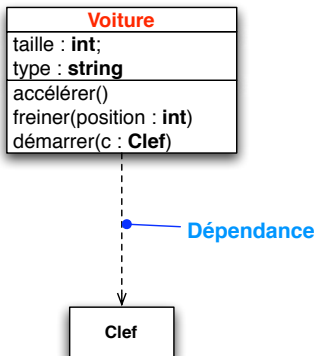 Voiture
taille : int;
type : string
accélérer()
freiner(position : int)
démarrer(c : Clef)
Dépendance
Clef